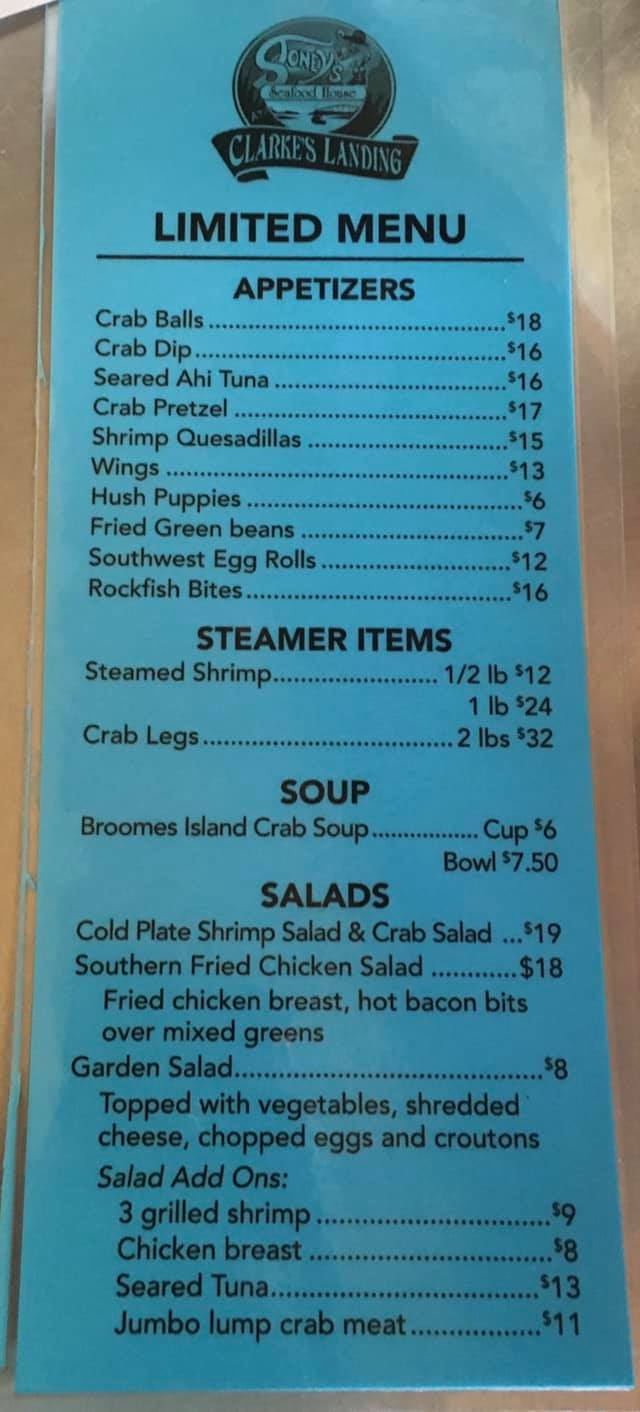 STONEY'S
Seafood House
AT
CLARKE'S LANDING
LIMITED MENU
APPETIZERS
Crab Balls ........................................... $18
Crab Dip ............................................. $16
Seared Ahi Tuna ................................. $16
Crab Pretzel ....................................... $17
Shrimp Quesadillas ............................ $15
Wings ................................................. $13
Hush Puppies ....................................... $6
Fried Green beans ................................ $7
Southwest Egg Rolls ........................... $12
Rockfish Bites ...................................... $16
STEAMER ITEMS
Steamed Shrimp........................ 1/2 lb $12
1 lb $24
Crab Legs .................................. 2 lbs $32
SOUP
Broomes Island Crab Soup ................. Cup $6
Bowl $7.50
SALADS
Cold Plate Shrimp Salad & Crab Salad ...$19
Southern Fried Chicken Salad ............ $18
Fried chicken breast, hot bacon bits
over mixed greens
Garden Salad.......................................... $8
Topped with vegetables, shredded
cheese, chopped eggs and croutons
Salad Add Ons:
3 grilled shrimp ............................... $9
Chicken breast ................................ $8
Seared Tuna..................................... $13
Jumbo lump crab meat ................. $11